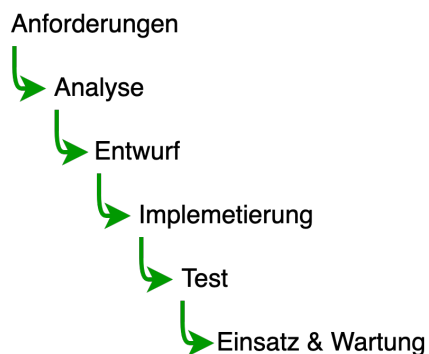 Anforderungen
Analyse
Entwurf
Implemetierung
Test
Einsatz & Wartung